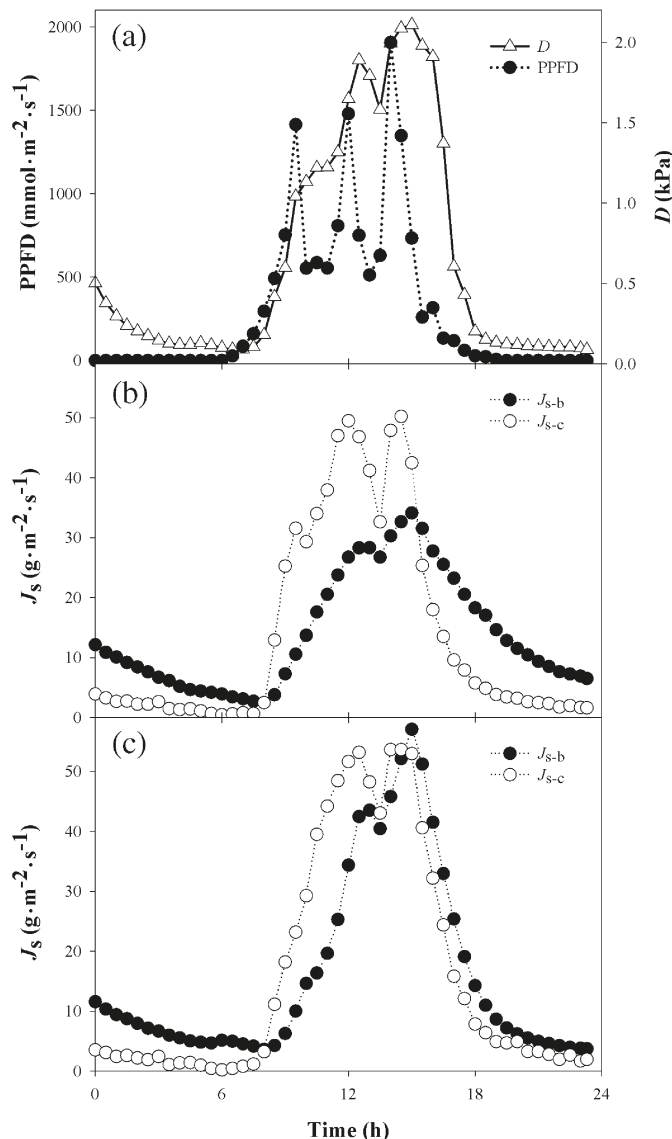 (a)
D
PPFD
2000
1500
1000
500
0
PPFD (mmol·m⁻²·s⁻¹)
2.0
1.5
1.0
0.5
0.0
D (kPa)
(b)
Js-b
Js-c
50
40
30
20
10
0
Js (g·m⁻²·s⁻¹)
(c)
Js-b
Js-c
50
40
30
20
10
0
Js (g·m⁻²·s⁻¹)
0 6 12 18 24
Time (h)